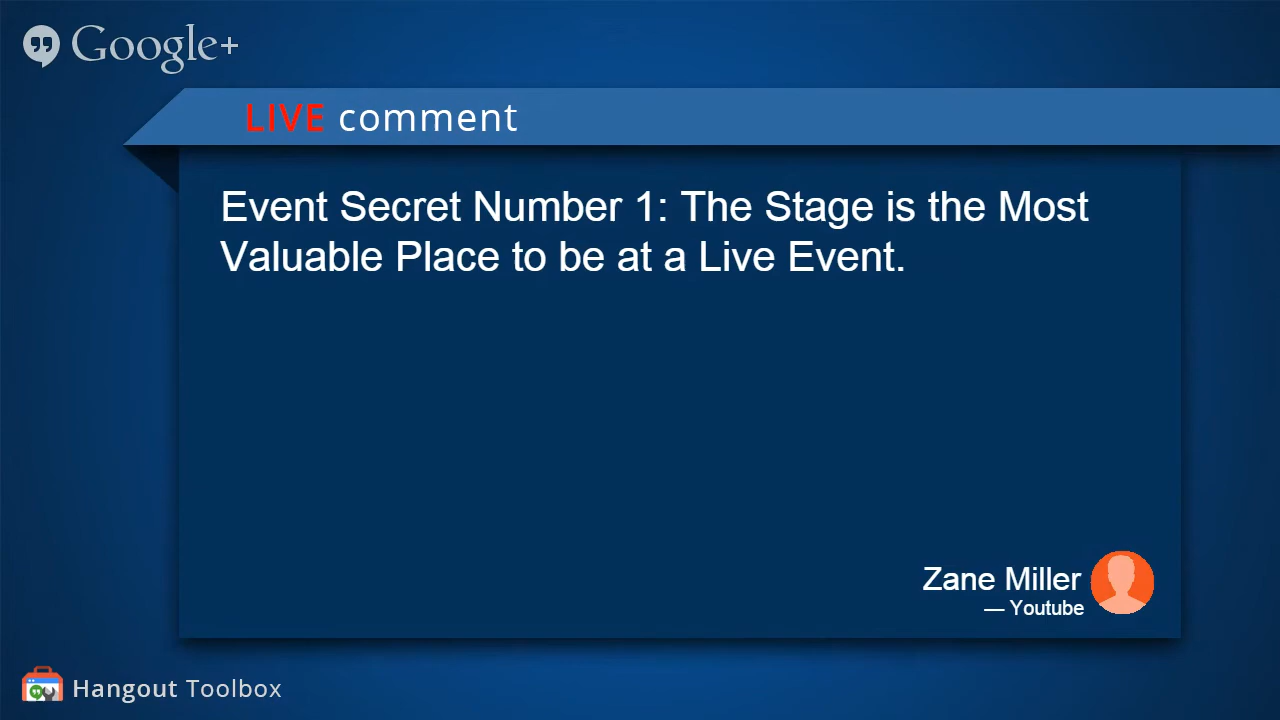 Google+
LIVE comment
Event Secret Number 1: The Stage is the Most
Valuable Place to be at a Live Event.
Zane Miller
— Youtube
Hangout Toolbox